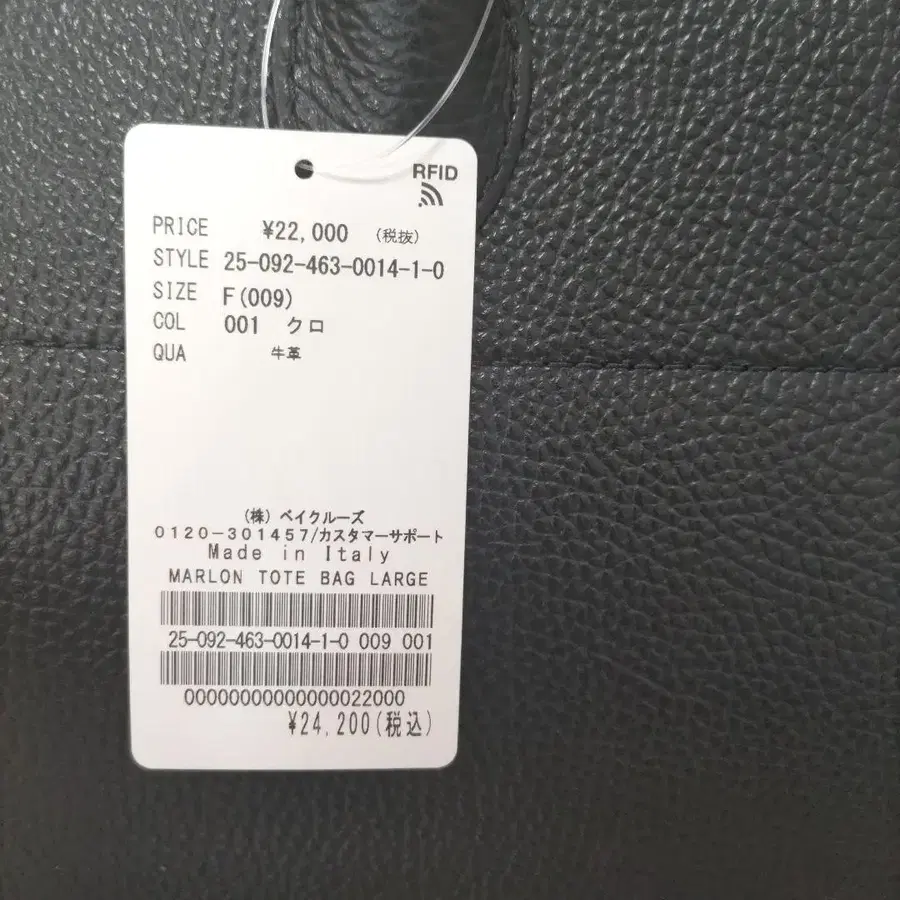 RFID
PRICE ¥22,000 (税抜)
STYLE 25-092-463-0014-1-0
SIZE F(009)
COL 001 クロ
QUA 牛革
(株) ベイクルーズ
0120-301457/カスタマーサポート
Made in Italy
MARLON TOTE BAG LARGE
25-092-463-0014-1-0 009 001
00000000000000022000
¥24,200(税込)